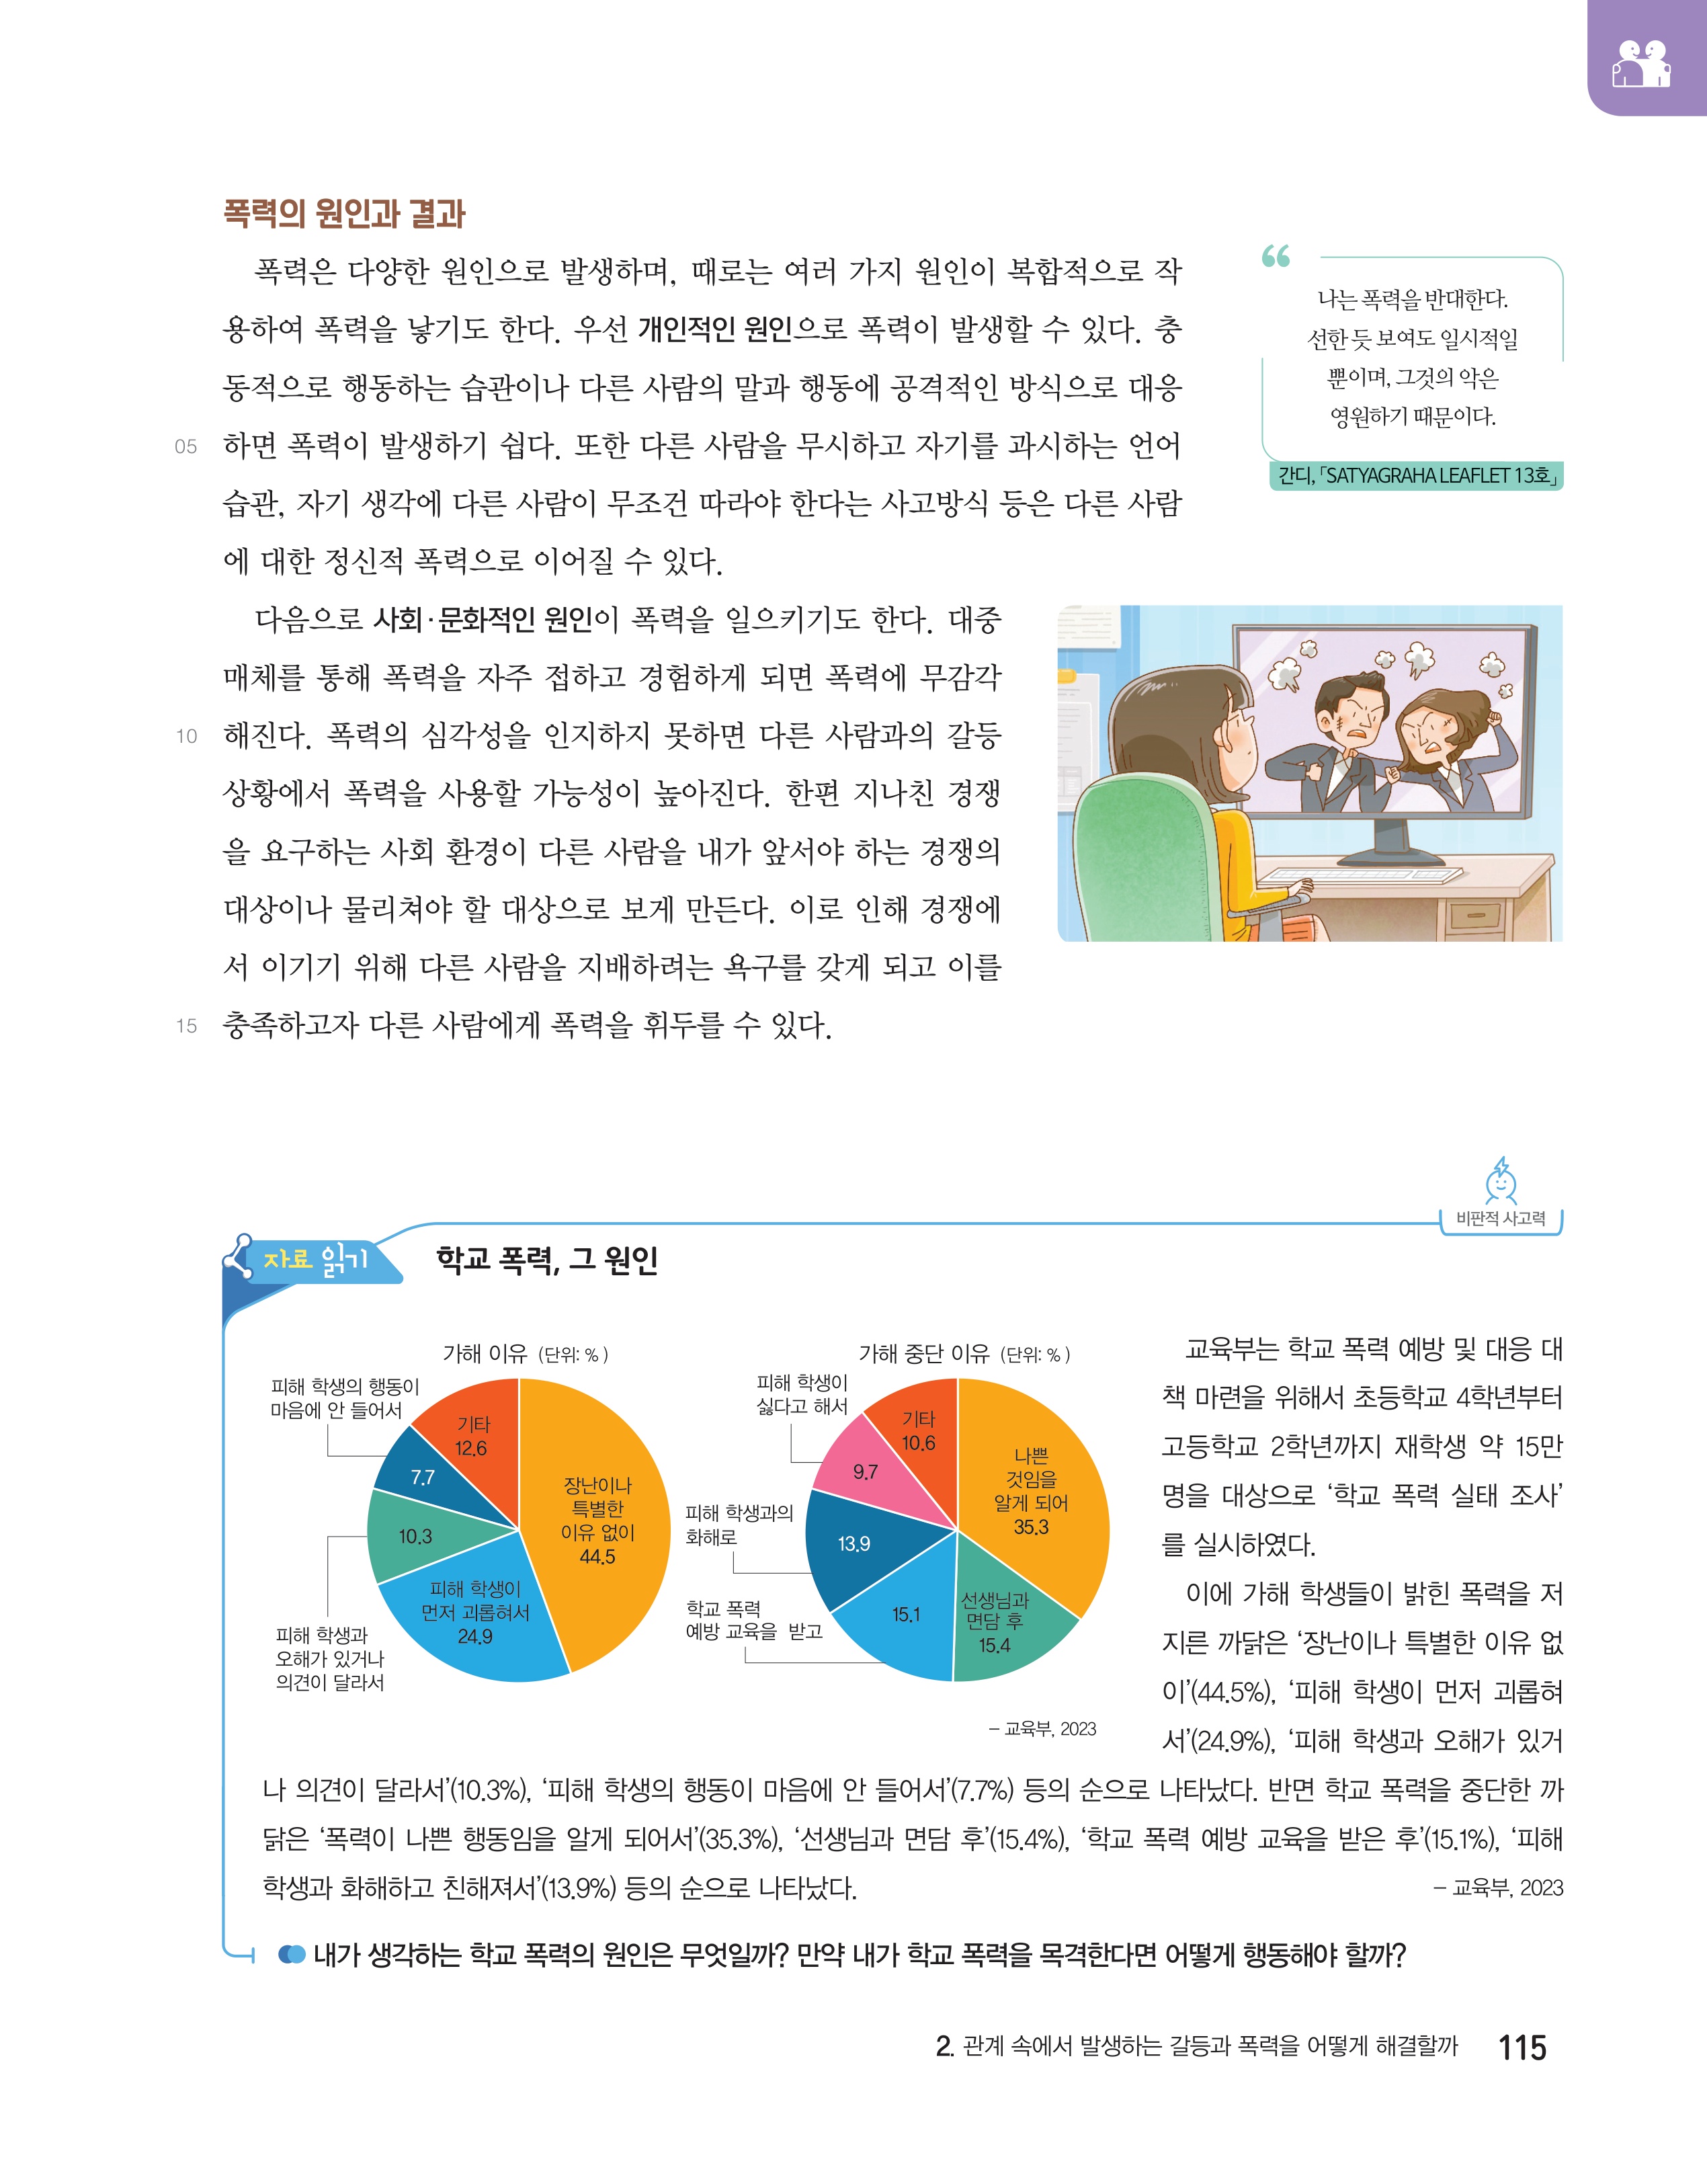 폭력의 원인과 결과
폭력은 다양한 원인으로 발생하며, 때로는 여러 가지 원인이 복합적으로 작
용하여 폭력을 낳기도 한다. 우선 개인적인 원인으로 폭력이 발생할 수 있다. 충
동적으로 행동하는 습관이나 다른 사람의 말과 행동에 공격적인 방식으로 대응
05 하면 폭력이 발생하기 쉽다. 또한 다른 사람을 무시하고 자기를 과시하는 언어
습관, 자기 생각에 다른 사람이 무조건 따라야 한다는 사고방식 등은 다른 사람
에 대한 정신적 폭력으로 이어질 수 있다.
“
나는 폭력을 반대한다.
선한 듯 보여도 일시적일
뿐이며, 그것의 악은
영원하기 때문이다.
간디, 「SATYAGRAHA LEAFLET 13호」
다음으로 사회·문화적인 원인이 폭력을 일으키기도 한다. 대중
매체를 통해 폭력을 자주 접하고 경험하게 되면 폭력에 무감각
10 해진다. 폭력의 심각성을 인지하지 못하면 다른 사람과의 갈등
상황에서 폭력을 사용할 가능성이 높아진다. 한편 지나친 경쟁
을 요구하는 사회 환경이 다른 사람을 내가 앞서야 하는 경쟁의
대상이나 물리쳐야 할 대상으로 보게 만든다. 이로 인해 경쟁에
서 이기기 위해 다른 사람을 지배하려는 욕구를 갖게 되고 이를
15 충족하고자 다른 사람에게 폭력을 휘두를 수 있다.
비판적 사고력
자료 읽기
학교 폭력, 그 원인
가해 이유 (단위: %)
피해 학생의 행동이
마음에 안 들어서
7.7
기타
12.6
장난이나
특별한
이유 없이
44.5
10.3
피해 학생이
먼저 괴롭혀서
24.9
피해 학생과
오해가 있거나
의견이 달라서
가해 중단 이유 (단위: %)
피해 학생이
싫다고 해서
9.7
기타
10.6
나쁜
것임을
알게 되어
35.3
피해 학생과의
화해로
13.9
학교 폭력
예방 교육을 받고
15.1
선생님과
면담 후
15.4
– 교육부, 2023
교육부는 학교 폭력 예방 및 대응 대
책 마련을 위해서 초등학교 4학년부터
고등학교 2학년까지 재학생 약 15만
명을 대상으로 ‘학교 폭력 실태 조사’
를 실시하였다.
이에 가해 학생들이 밝힌 폭력을 저
지른 까닭은 ‘장난이나 특별한 이유 없
이’(44.5%), ‘피해 학생이 먼저 괴롭혀
서’(24.9%), ‘피해 학생과 오해가 있거
나 의견이 달라서’(10.3%), ‘피해 학생의 행동이 마음에 안 들어서’(7.7%) 등의 순으로 나타났다. 반면 학교 폭력을 중단한 까
닭은 ‘폭력이 나쁜 행동임을 알게 되어서’(35.3%), ‘선생님과 면담 후’(15.4%), ‘학교 폭력 예방 교육을 받은 후’(15.1%), ‘피해
학생과 화해하고 친해져서’(13.9%) 등의 순으로 나타났다. – 교육부, 2023
내가 생각하는 학교 폭력의 원인은 무엇일까? 만약 내가 학교 폭력을 목격한다면 어떻게 행동해야 할까?
2. 관계 속에서 발생하는 갈등과 폭력을 어떻게 해결할까 115